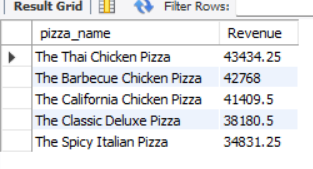 Result Grid Filter Rows:
pizza_name Revenue
The Thai Chicken Pizza 43434.25
The Barbecue Chicken Pizza 42768
The California Chicken Pizza 41409.5
The Classic Deluxe Pizza 38180.5
The Spicy Italian Pizza 34831.25